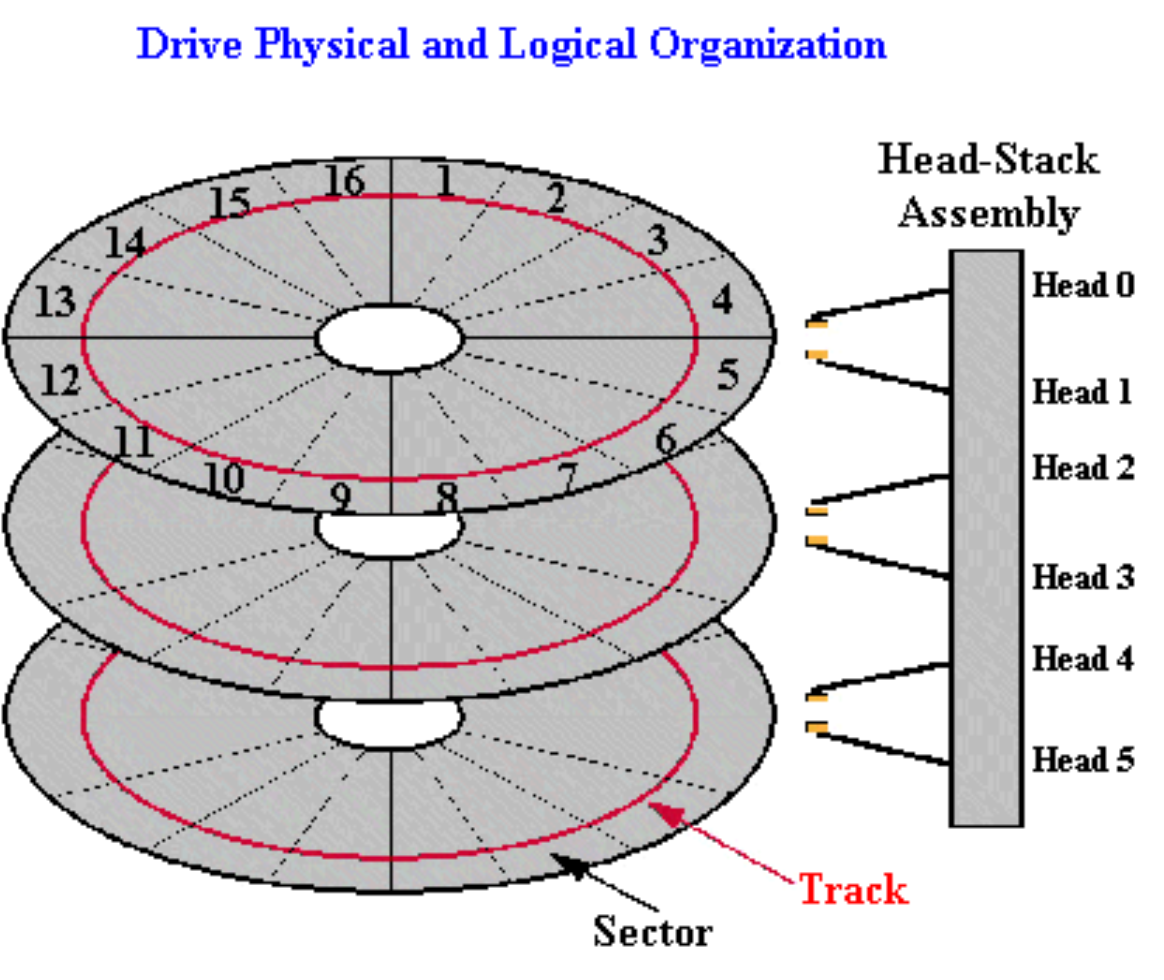 Drive Physical and Logical Organization
Head-Stack
Assembly
16
1
15
2
14
3
13
4
12
5
11
6
10
7
9
8
Head 0
Head 1
Head 2
Head 3
Head 4
Head 5
Track
Sector